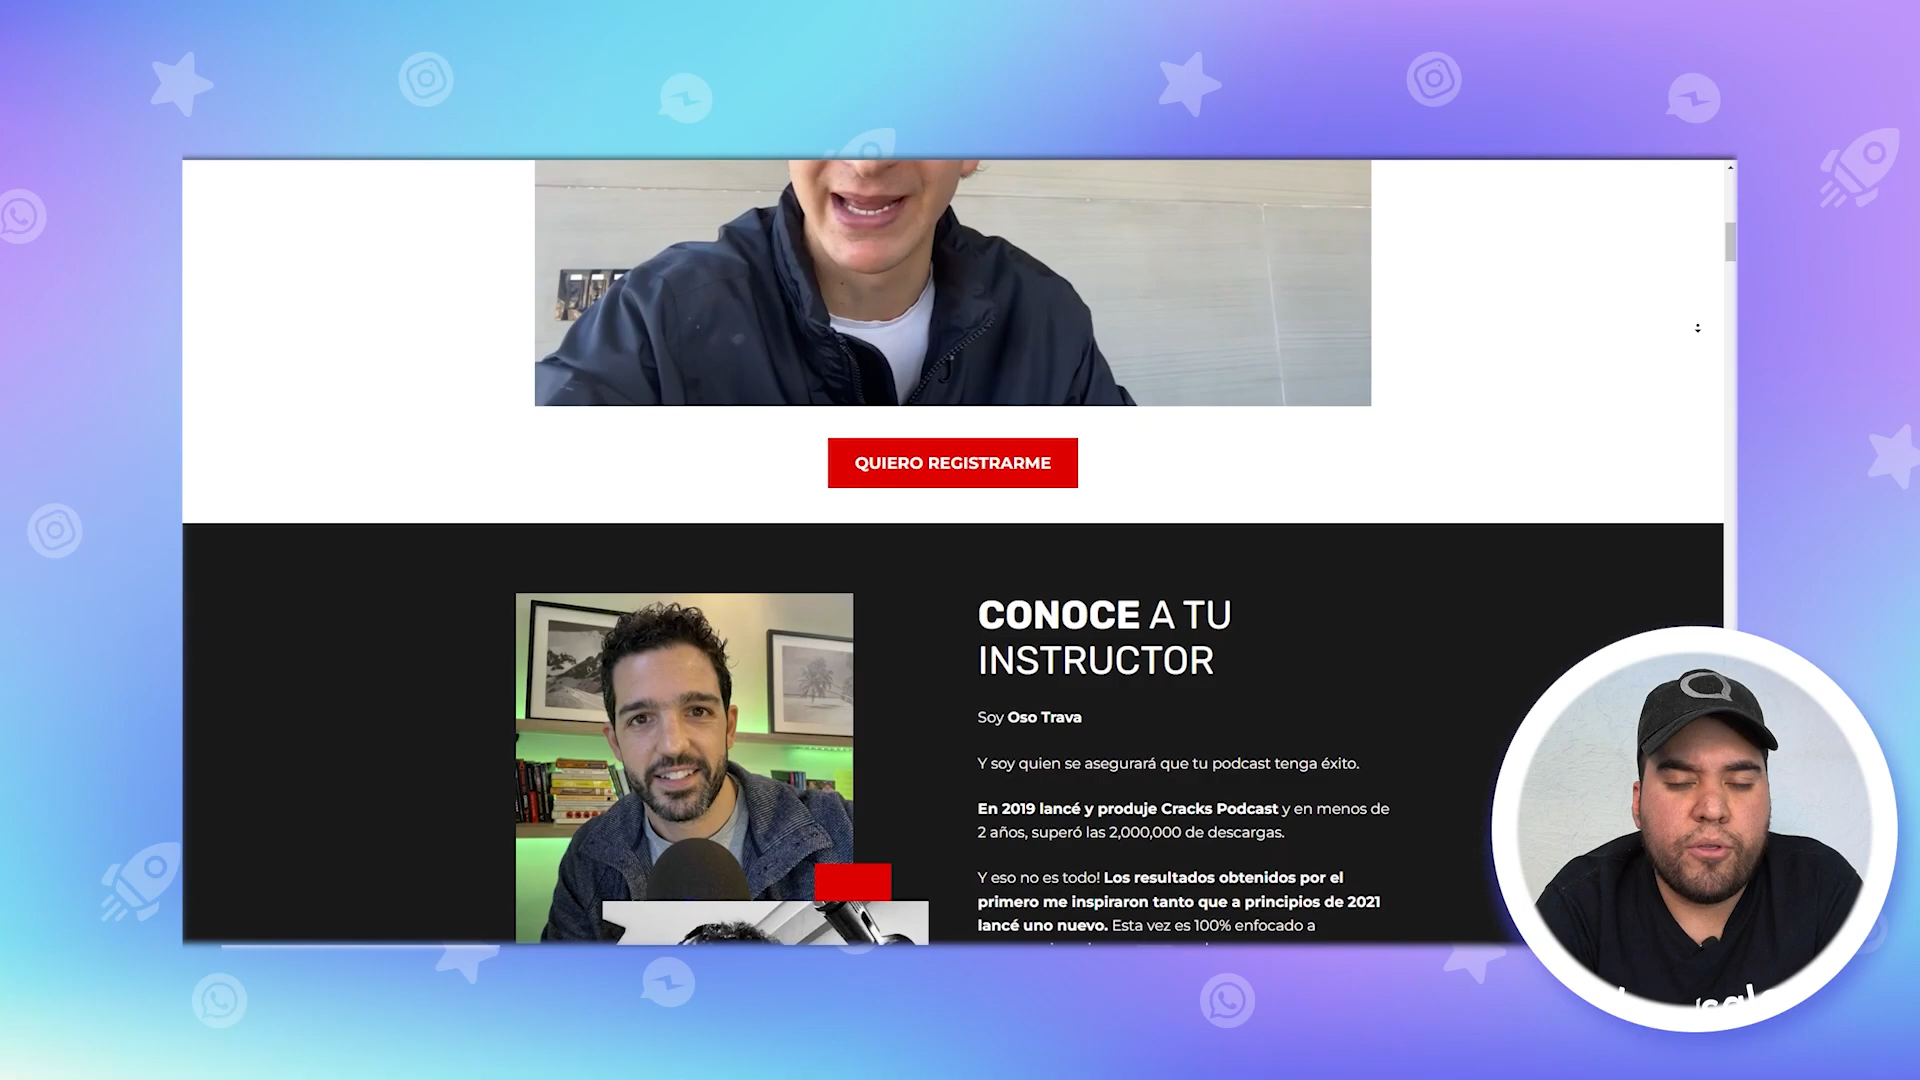 QUIERO REGISTRARME
CONOCE A TU
INSTRUCTOR
Soy Oso Trava
Y soy quien se asegurará que tu podcast tenga éxito.
En 2019 lancé y produje Cracks Podcast y en menos de
2 años, superó las 2,000,000 de descargas.
Y eso no es todo! Los resultados obtenidos por el
primero me inspiraron tanto que a principios de 2021
lancé uno nuevo. Esta vez es 100% enfocado a